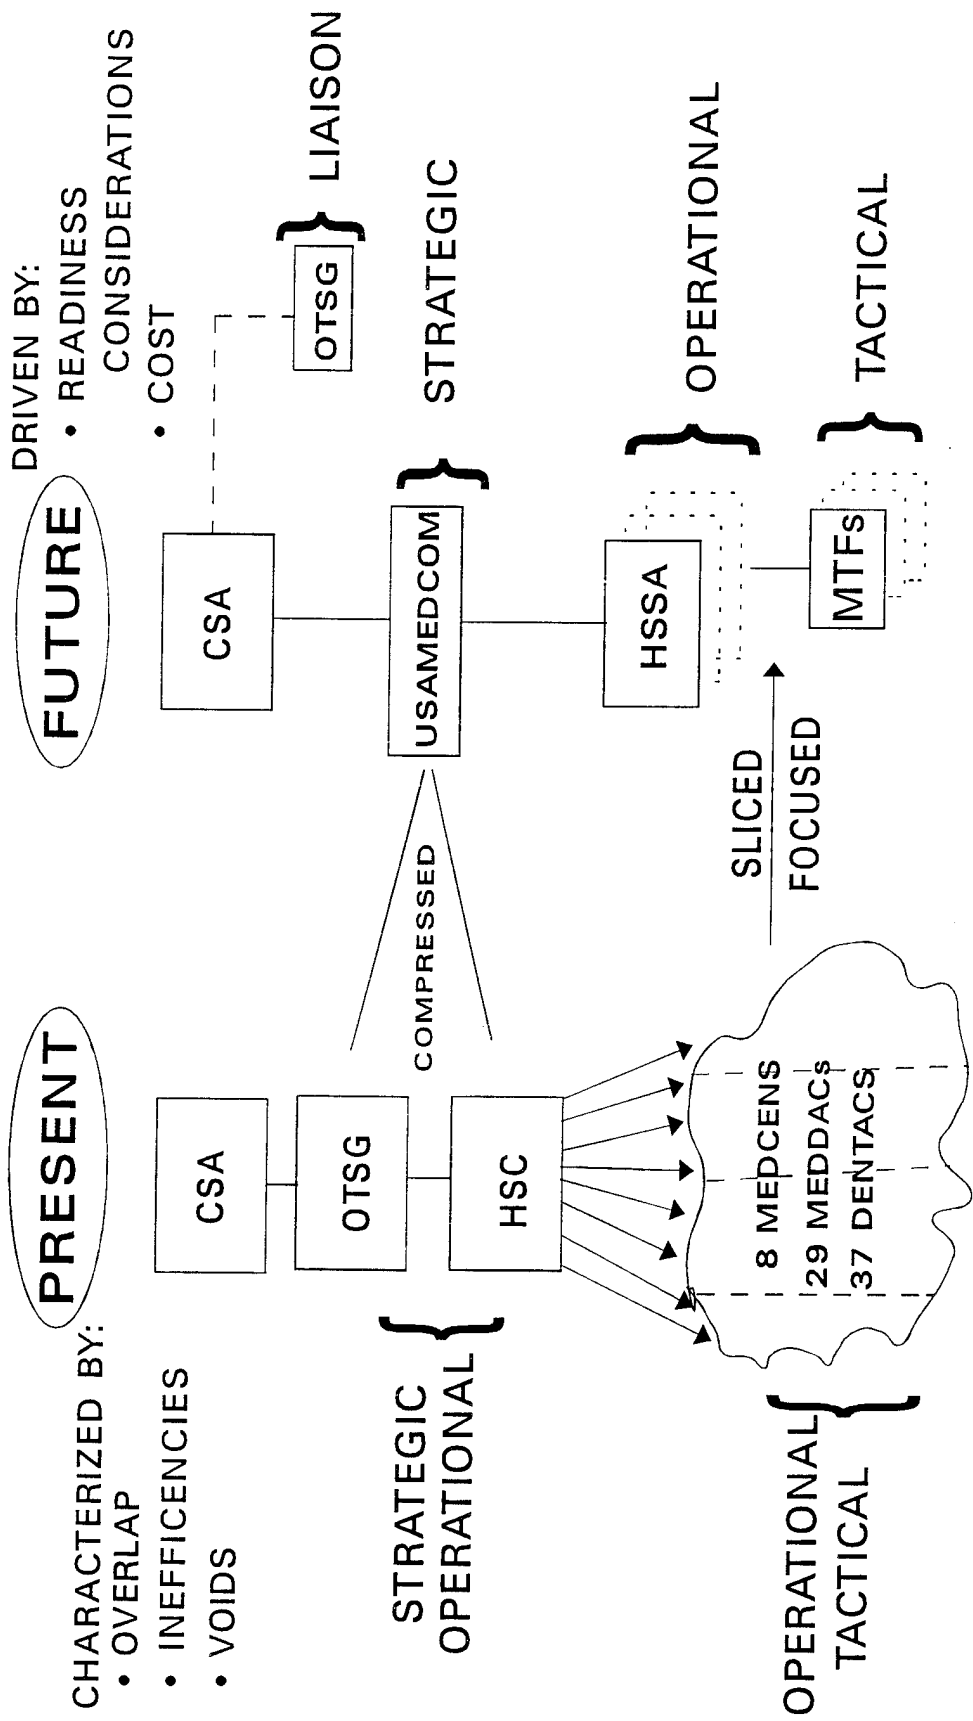 PRESENT
CHARACTERIZED BY:
• OVERLAP
• INEFFICENCIES
• VOIDS
CSA
OTSG
HSC
STRATEGIC
OPERATIONAL
8 MEDCENS
29 MEDDACs
37 DENTACS
OPERATIONAL
TACTICAL
COMPRESSED
SLICED
FOCUSED
FUTURE
DRIVEN BY:
• READINESS
CONSIDERATIONS
• COST
CSA
OTSG
LIAISON
USAMEDCOM
STRATEGIC
HSSA
OPERATIONAL
MTFs
TACTICAL